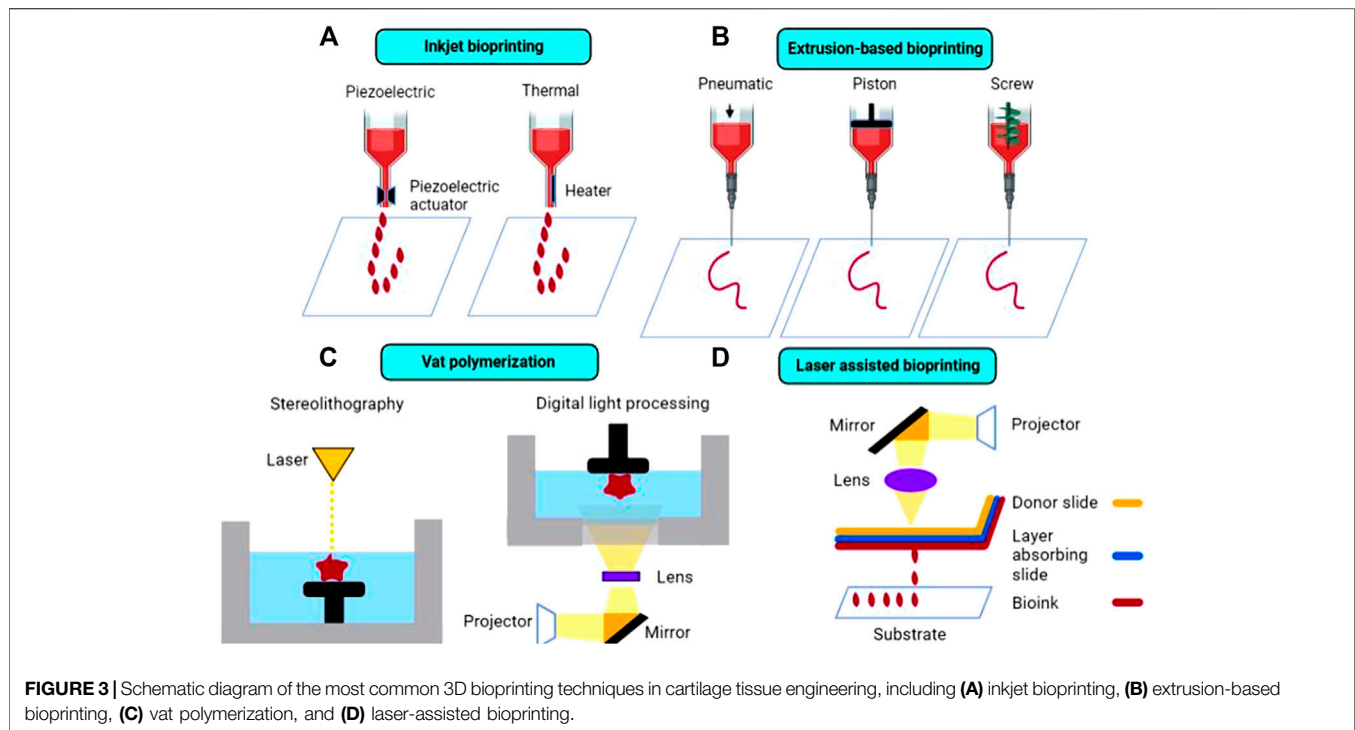 A
Inkjet bioprinting
Piezoelectric
Thermal
Piezoelectric
actuator
Heater
B
Extrusion-based bioprinting
Pneumatic
Piston
Screw
C
Vat polymerization
Stereolithography
Laser
Digital light processing
Lens
Projector
Mirror
D
Laser assisted bioprinting
Mirror
Projector
Lens
Donor slide
Layer
absorbing
slide
Bioink
Substrate
FIGURE 3 | Schematic diagram of the most common 3D bioprinting techniques in cartilage tissue engineering, including (A) inkjet bioprinting, (B) extrusion-based
bioprinting, (C) vat polymerization, and (D) laser-assisted bioprinting.